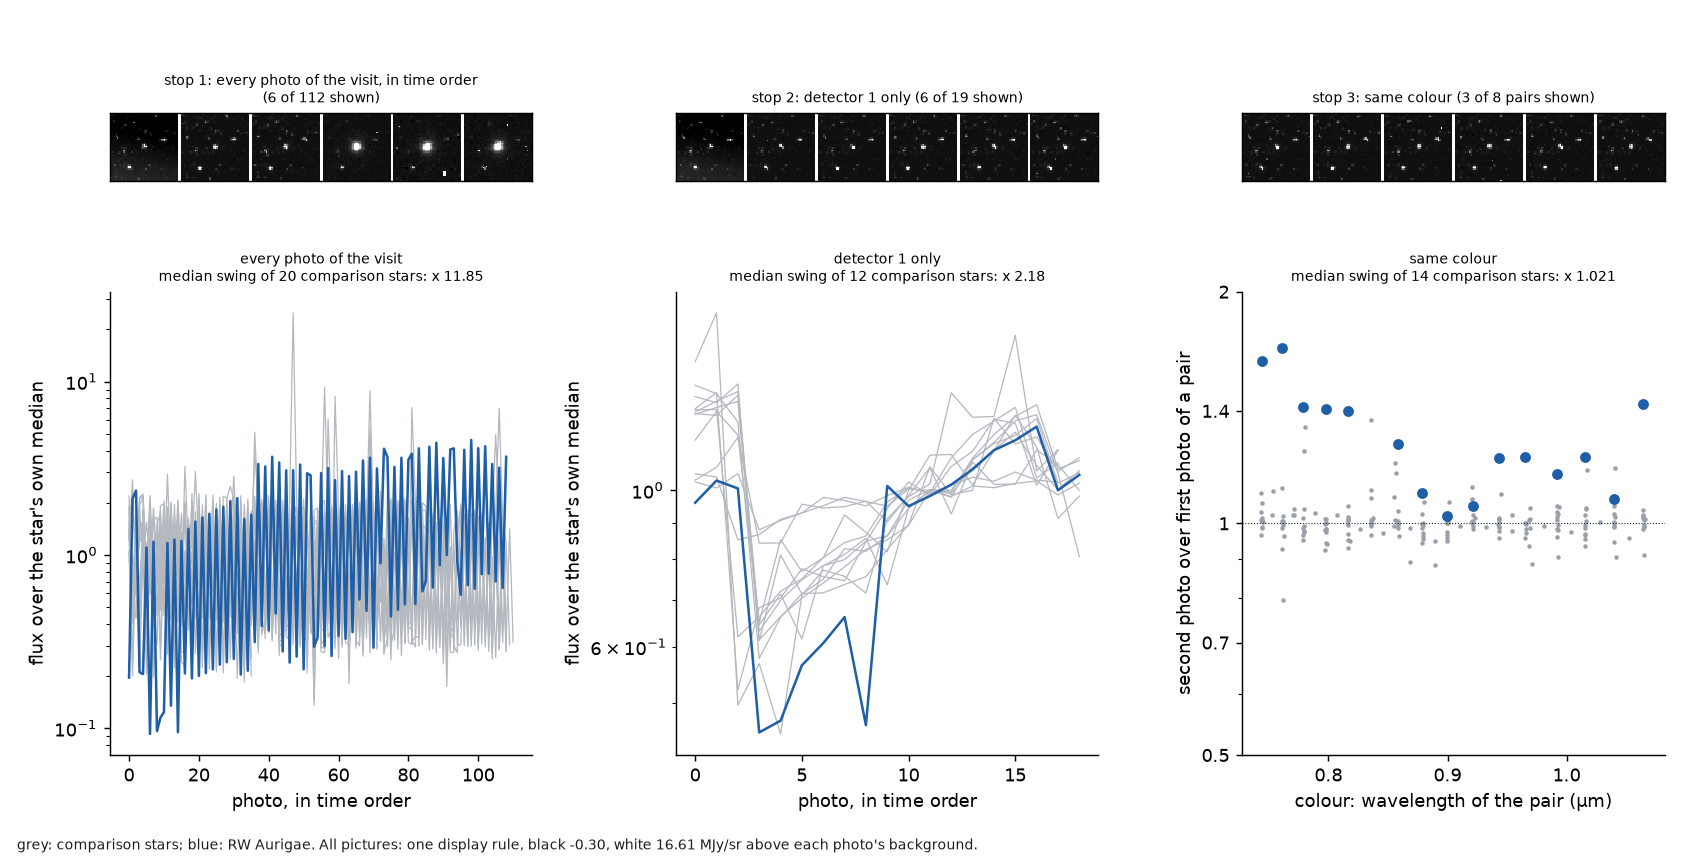 stop 1: every photo of the visit, in time order
(6 of 112 shown)
stop 2: detector 1 only (6 of 19 shown)
stop 3: same colour (3 of 8 pairs shown)
every photo of the visit
median swing of 20 comparison stars: x 11.85
detector 1 only
median swing of 12 comparison stars: x 2.18
same colour
median swing of 14 comparison stars: x 1.021
flux over the star's own median
10¹
10⁰
10⁻¹
0 20 40 60 80 100
photo, in time order
flux over the star's own median
10⁰
6 × 10⁻¹
0 5 10 15
photo, in time order
second photo over first photo of a pair
2
1.4
1
0.7
0.5
0.8 0.9 1.0
colour: wavelength of the pair (µm)
grey: comparison stars; blue: RW Aurigae. All pictures: one display rule, black -0.30, white 16.61 MJy/sr above each photo's background.